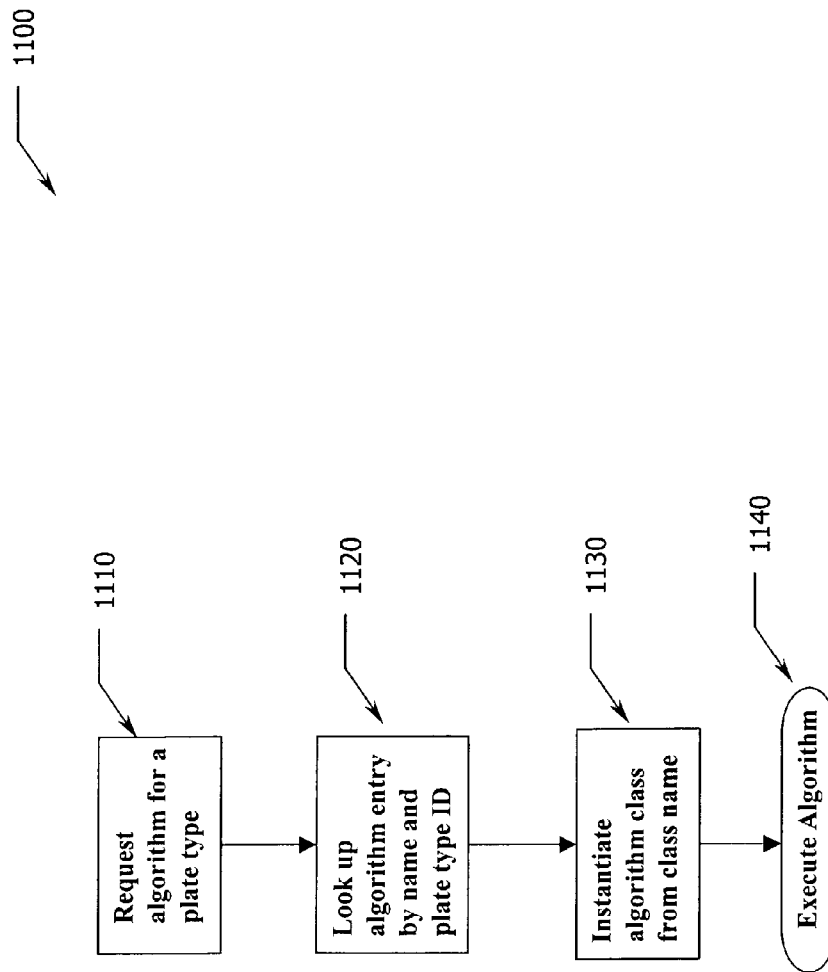 1100
1110
Request
algorithm for a
plate type
1120
Look up
algorithm entry
by name and
plate type ID
1130
Instantiate
algorithm class
from class name
1140
Execute Algorithm